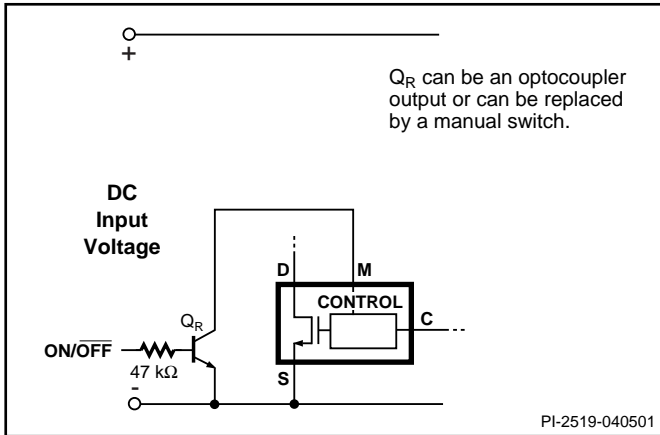 +
Q_R can be an optocoupler
output or can be replaced
by a manual switch.
DC
Input
Voltage
D
M
CONTROL
C
Q_R
ON/O̅F̅F̅
47 kΩ
S
-
PI-2519-040501